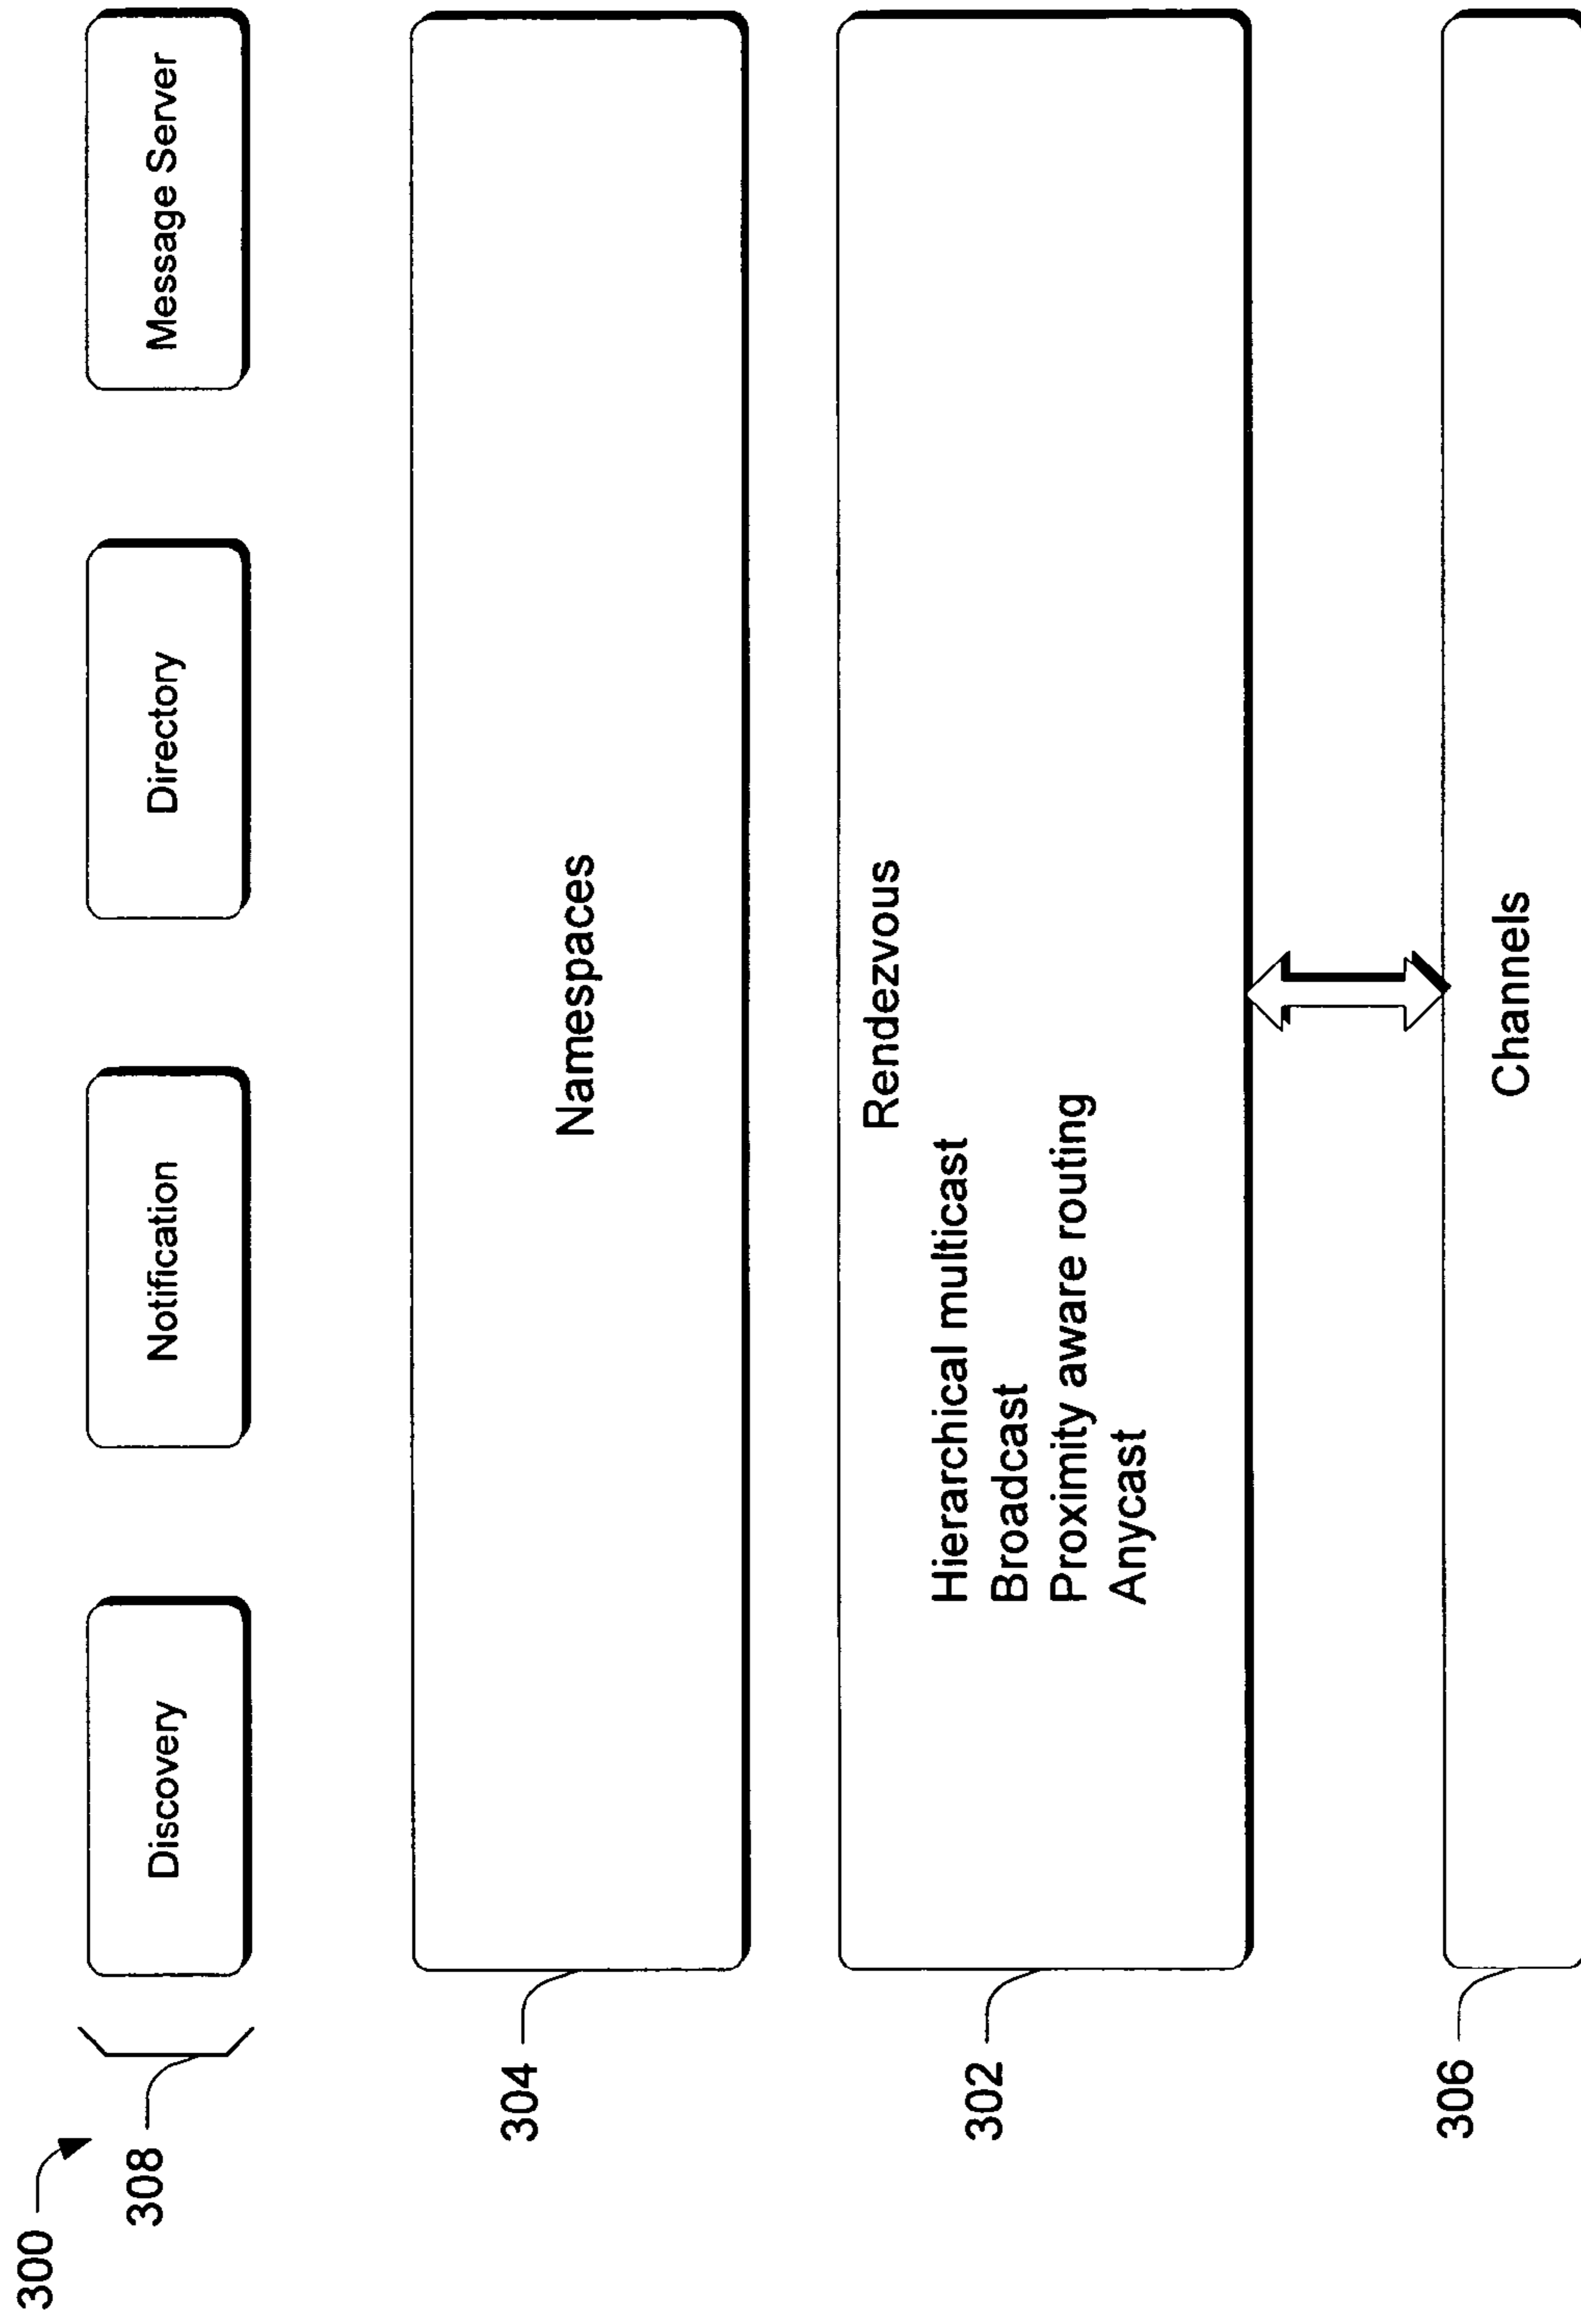 300
308
Discovery
Notification
Directory
Message Server
304
Namespaces
302
Rendezvous
Hierarchical multicast
Broadcast
Proximity aware routing
Anycast
306
Channels